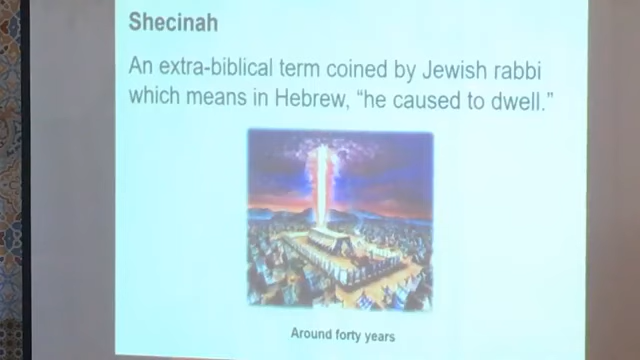 Shecinah
An extra-biblical term coined by Jewish rabbi
which means in Hebrew, “he caused to dwell.”
Around forty years